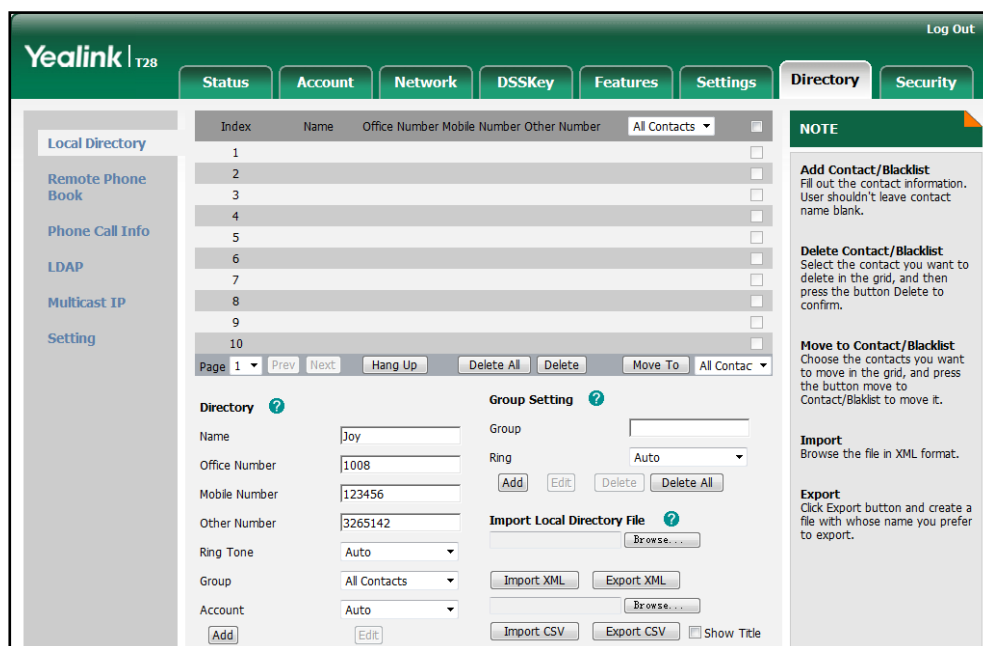 Log Out
Yealink T28
Status Account Network DSSKey Features Settings Directory Security
Local Directory
Remote Phone
Book
Phone Call Info
LDAP
Multicast IP
Setting
Index Name Office Number Mobile Number Other Number All Contacts
1
2
3
4
5
6
7
8
9
10
Page 1 Prev Next Hang Up Delete All Delete Move To All Contac
Directory ?
Name Joy
Office Number 1008
Mobile Number 123456
Other Number 3265142
Ring Tone Auto
Group All Contacts
Account Auto
Add Edit
Group Setting ?
Group
Ring Auto
Add Edit Delete Delete All
Import Local Directory File ?
Browse...
Import XML Export XML
Browse...
Import CSV Export CSV Show Title
NOTE
Add Contact/Blacklist
Fill out the contact information.
User shouldn't leave contact
name blank.
Delete Contact/Blacklist
Select the contact you want to
delete in the grid, and then
press the button Delete to
confirm.
Move to Contact/Blacklist
Choose the contacts you want
to move in the grid, and press
the button move to
Contact/Blaklist to move it.
Import
Browse the file in XML format.
Export
Click Export button and create a
file with whose name you prefer
to export.